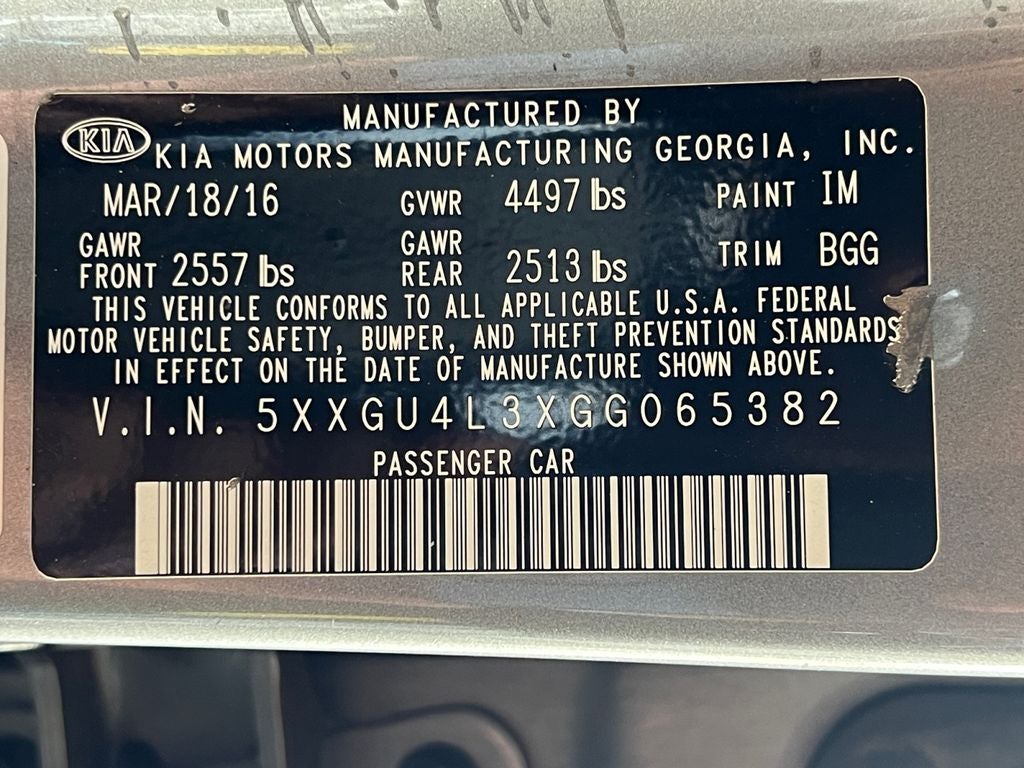 MANUFACTURED BY
KIA KIA MOTORS MANUFACTURING GEORGIA, INC.
MAR/18/16 GVWR 4497 lbs PAINT IM
GAWR FRONT 2557 lbs GAWR REAR 2513 lbs TRIM BGG
THIS VEHICLE CONFORMS TO ALL APPLICABLE U.S.A. FEDERAL
MOTOR VEHICLE SAFETY, BUMPER, AND THEFT PREVENTION STANDARDS
IN EFFECT ON THE DATE OF MANUFACTURE SHOWN ABOVE.
V.I.N. 5XXGU4L3XGG065382
PASSENGER CAR